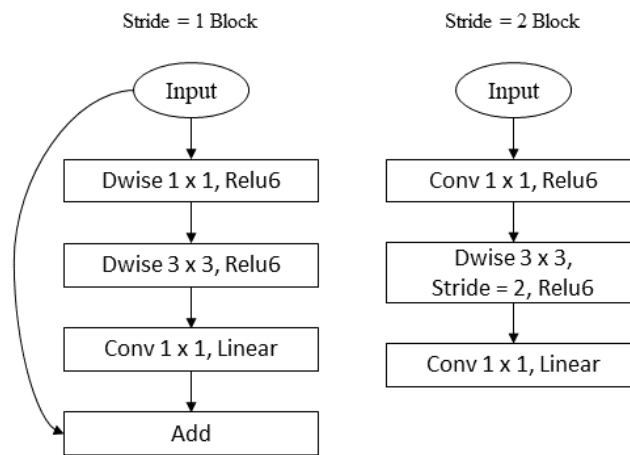 Stride = 1 Block
Input
Dwise 1 x 1, Relu6
Dwise 3 x 3, Relu6
Conv 1 x 1, Linear
Add
Stride = 2 Block
Input
Conv 1 x 1, Relu6
Dwise 3 x 3,
Stride = 2, Relu6
Conv 1 x 1, Linear